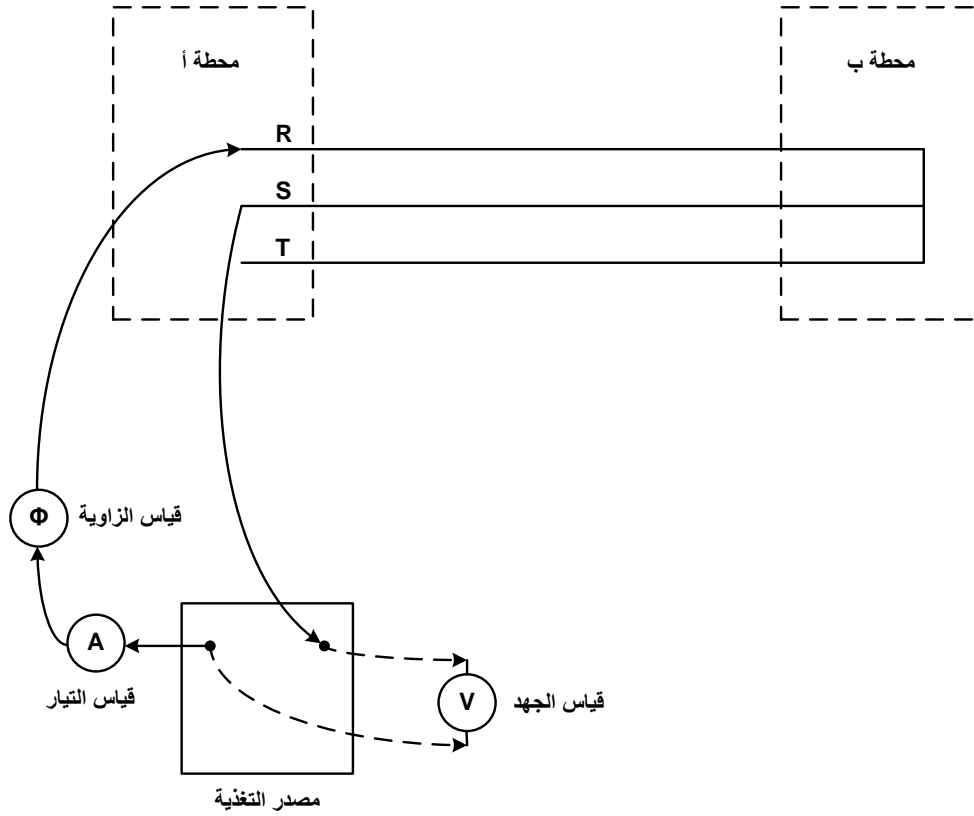 محطة أ
محطة ب
R
S
T
Φ
قياس الزاوية
A
قياس التيار
V
قياس الجهد
مصدر التغذية